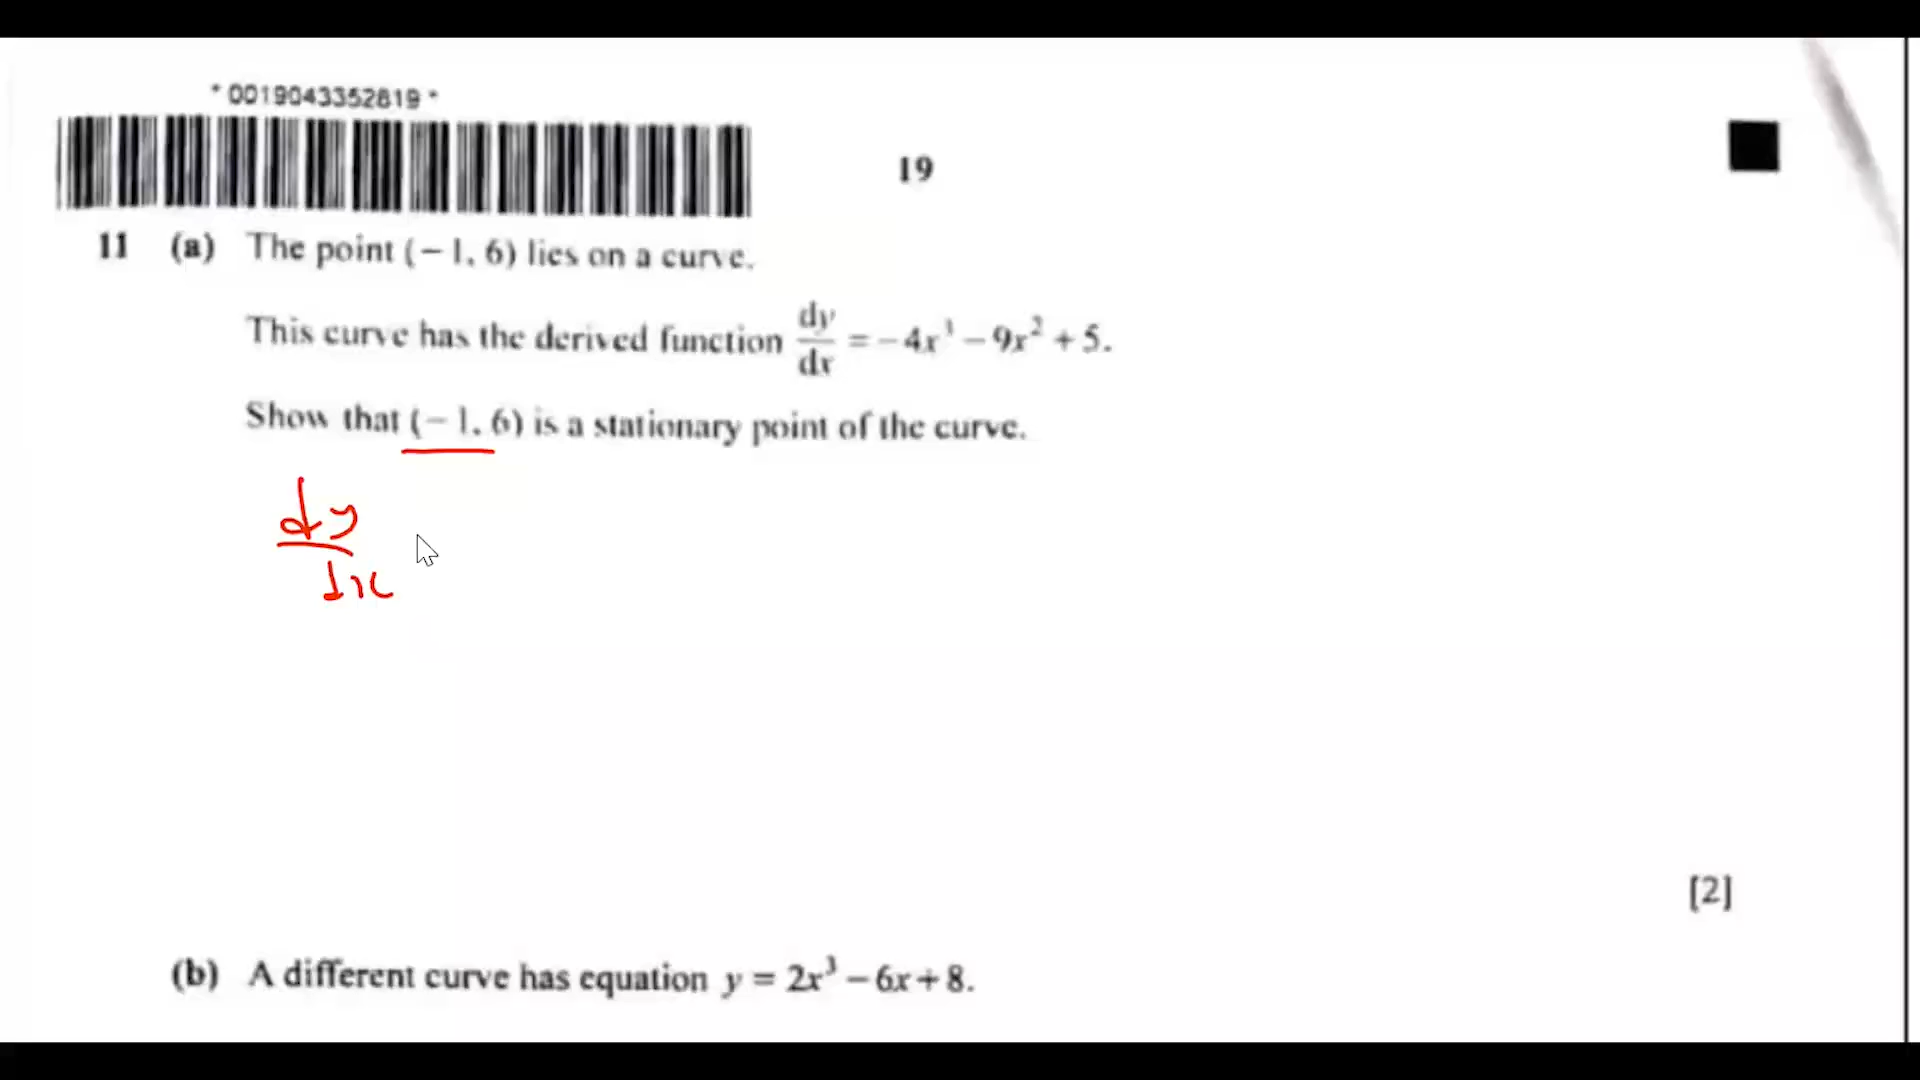 *0019043352819*
19
11 (a) The point (−1, 6) lies on a curve.
This curve has the derived function dy/dx = −4x³ − 9x² + 5.
Show that (−1, 6) is a stationary point of the curve.
dy/dx
[2]
(b) A different curve has equation y = 2x³ − 6x + 8.